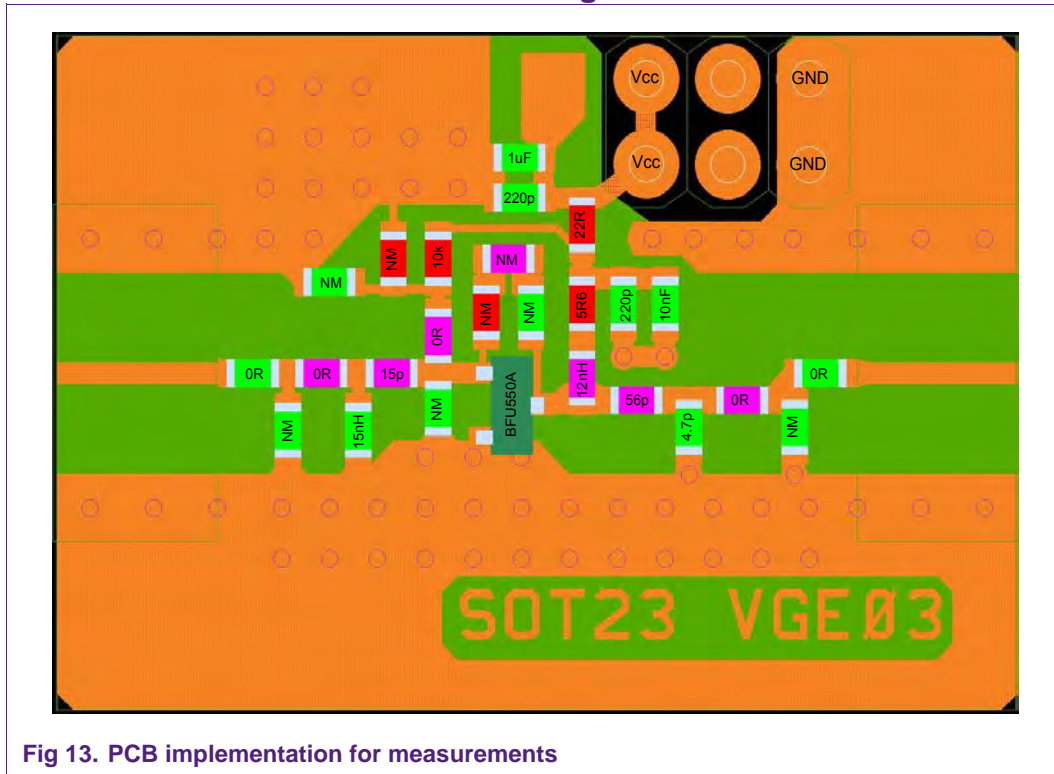 Vcc
GND
1uF
Vcc
GND
220p
22R
NM
10k
NM
NM
NM
NM
5R6
220p
10nF
0R
0R
0R
15p
12nH
0R
BFU550A
56p
0R
NM
15nH
NM
4.7p
NM
SOT23 VGEØ3
Fig 13. PCB implementation for measurements